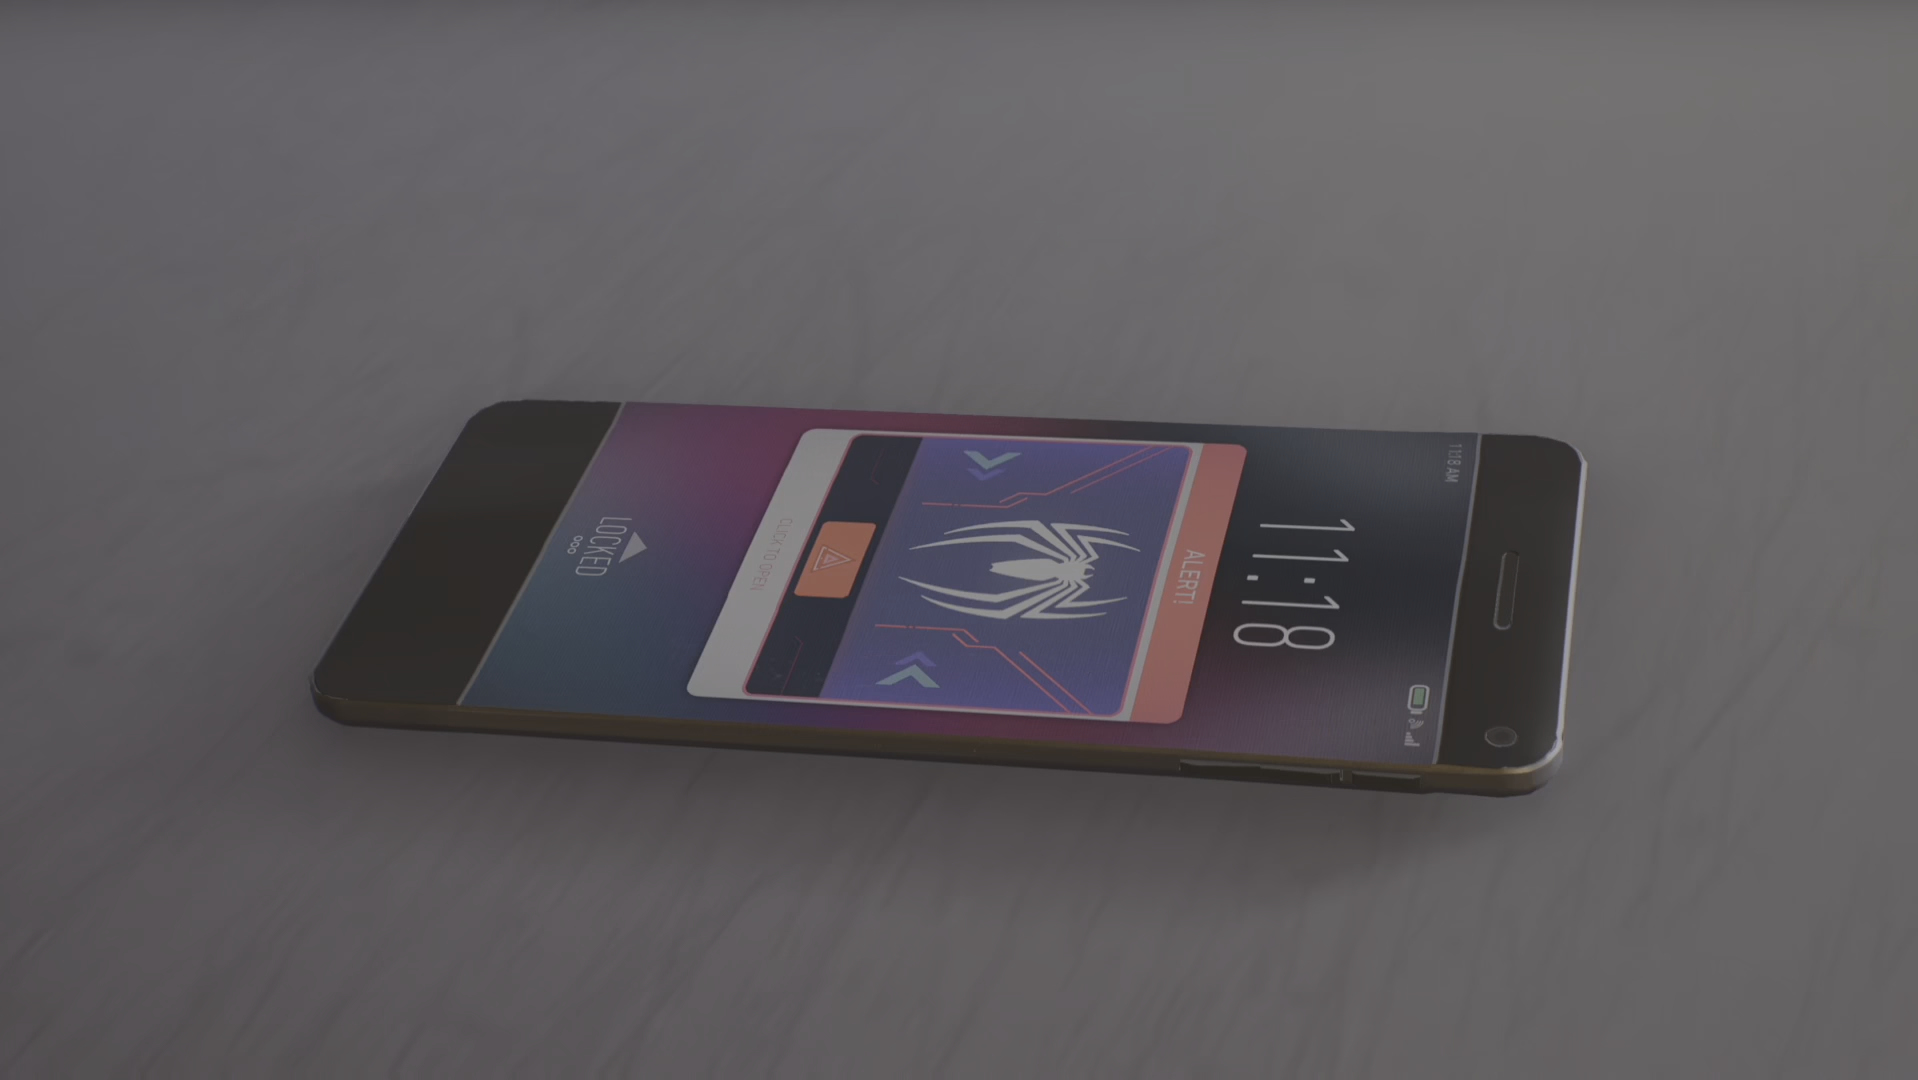 11:18 AM
11:18
ALERT!
CLICK TO OPEN
LOCKED